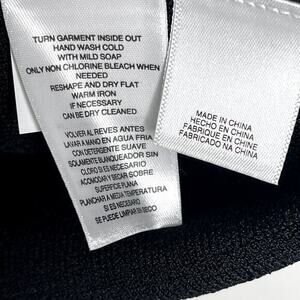 TURN GARMENT INSIDE OUT
HAND WASH COLD
WITH MILD SOAP
ONLY NON CHLORINE BLEACH WHEN
NEEDED
RESHAPE AND DRY FLAT
WARM IRON
IF NECESSARY
CAN BE DRY CLEANED
VOLVER AL REVES ANTES
LAVAR A MANO EN AGUA FRIA
CON DETERGENTE SUAVE
SOLAMENTE BLANQUEADOR SIN
CLORO SI ES NECESARIO
ACOMODAR Y SECAR SOBRE
SUPERFICIE PLANA
PLANCHAR A MEDIA TEMPERATURA
SI ES NECESARIO
SE PUEDE LIMPIAR EN SECO
MADE IN CHINA
HECHO EN CHINA
FABRIQUE EN CHINE
FABRICADO NA CHINA